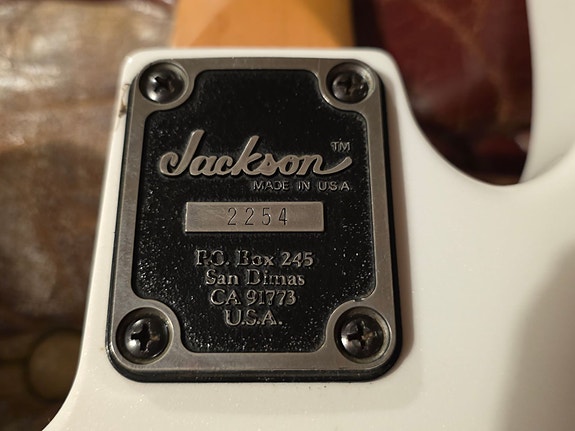 Jackson™
MADE IN U.S.A.
2254
P.O. Box 245
San Dimas
CA 91773
U.S.A.